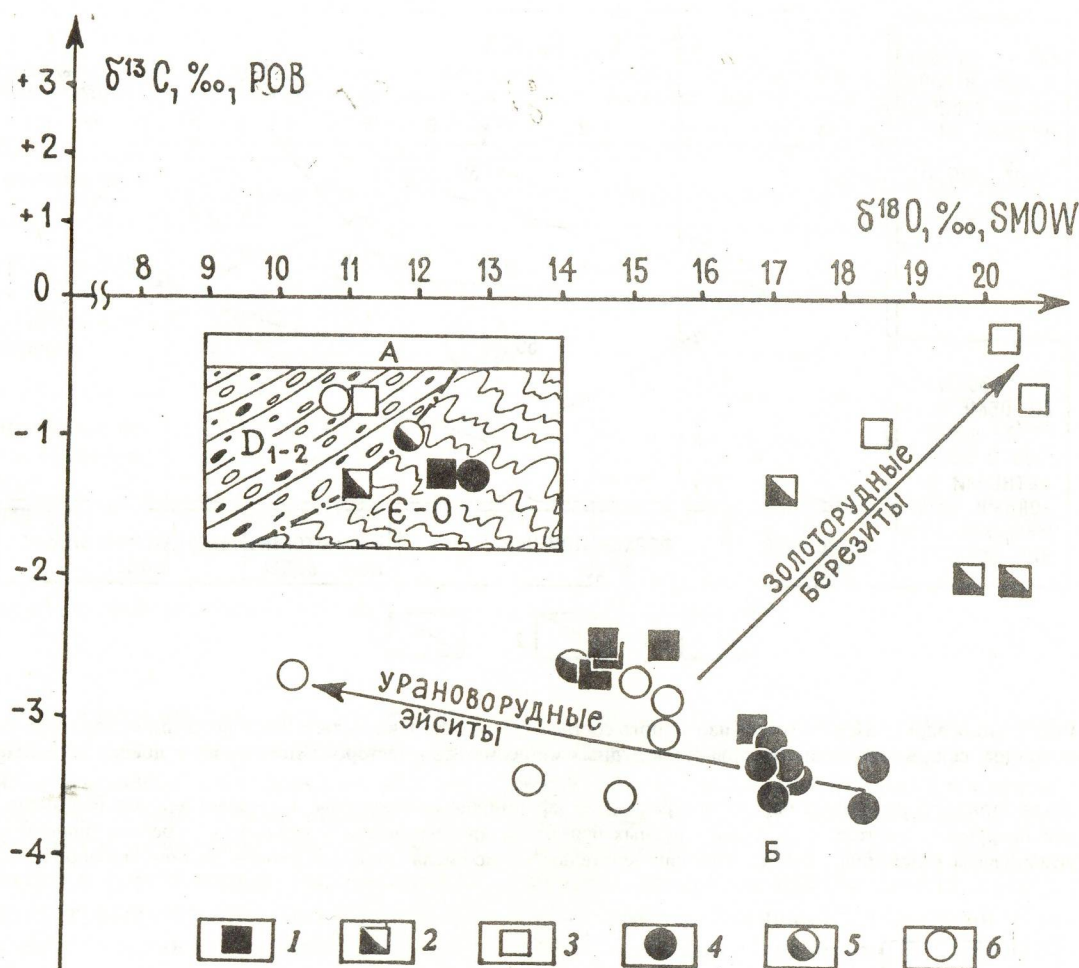 +3
δ¹³C, ‰, РОВ
+2
+1
δ¹⁸O, ‰, SMOW
8 9 10 11 12 13 14 15 16 17 18 19 20
0
А
-1
D₁₋₂
Є-О
ЗОЛОТОРУДНЫЕ
БЕРЕЗИТЫ
-2
УРАНОВОРУДНЫЕ
ЭЙСИТЫ
-3
-4
Б
1 2 3 4 5 6